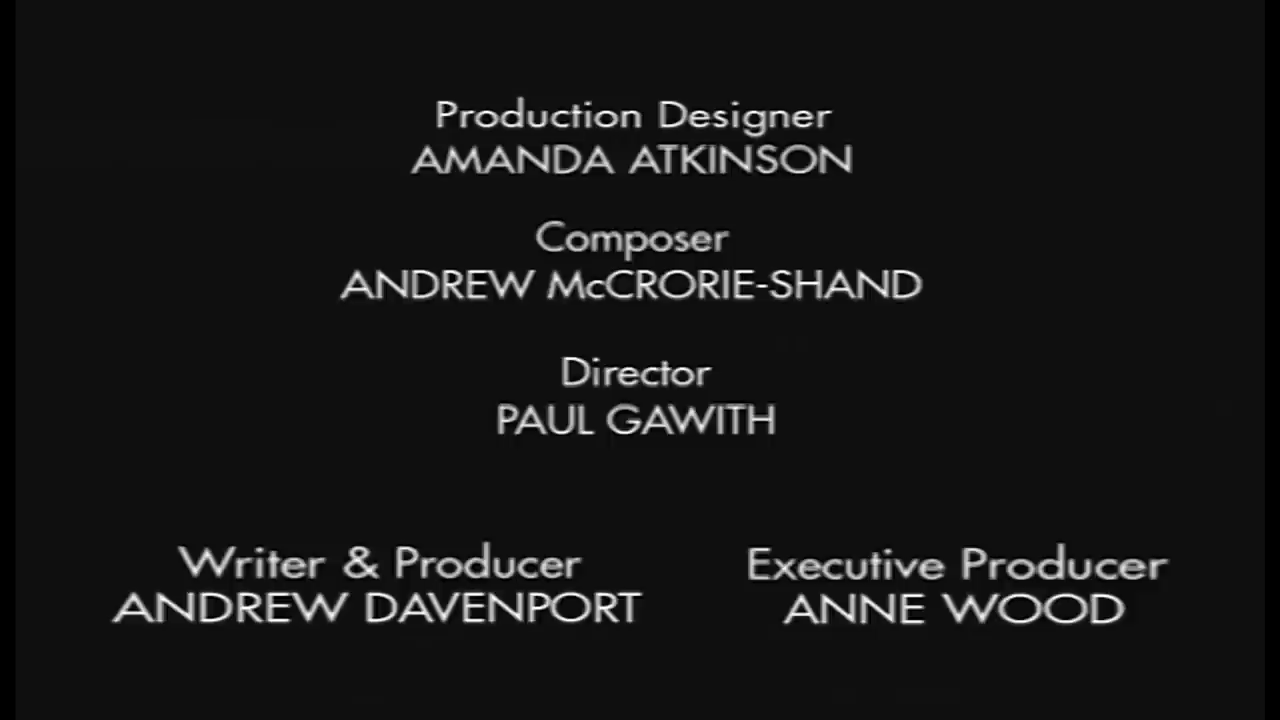 Production Designer
AMANDA ATKINSON
Composer
ANDREW McCRORIE-SHAND
Director
PAUL GAWITH
Writer & Producer
ANDREW DAVENPORT
Executive Producer
ANNE WOOD